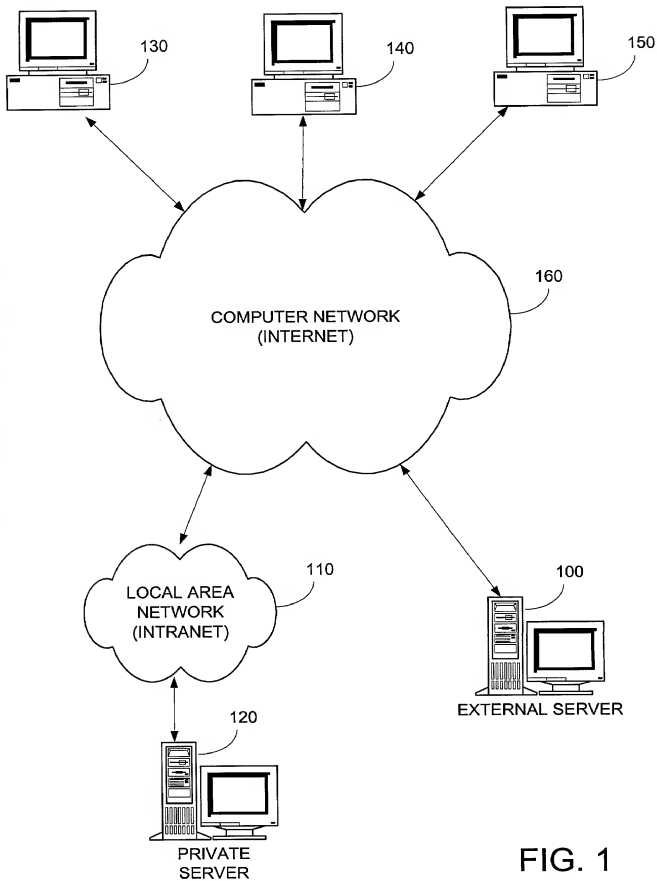 130
140
150
160
COMPUTER NETWORK
(INTERNET)
110
LOCAL AREA
NETWORK
(INTRANET)
100
EXTERNAL SERVER
120
PRIVATE
SERVER
FIG. 1